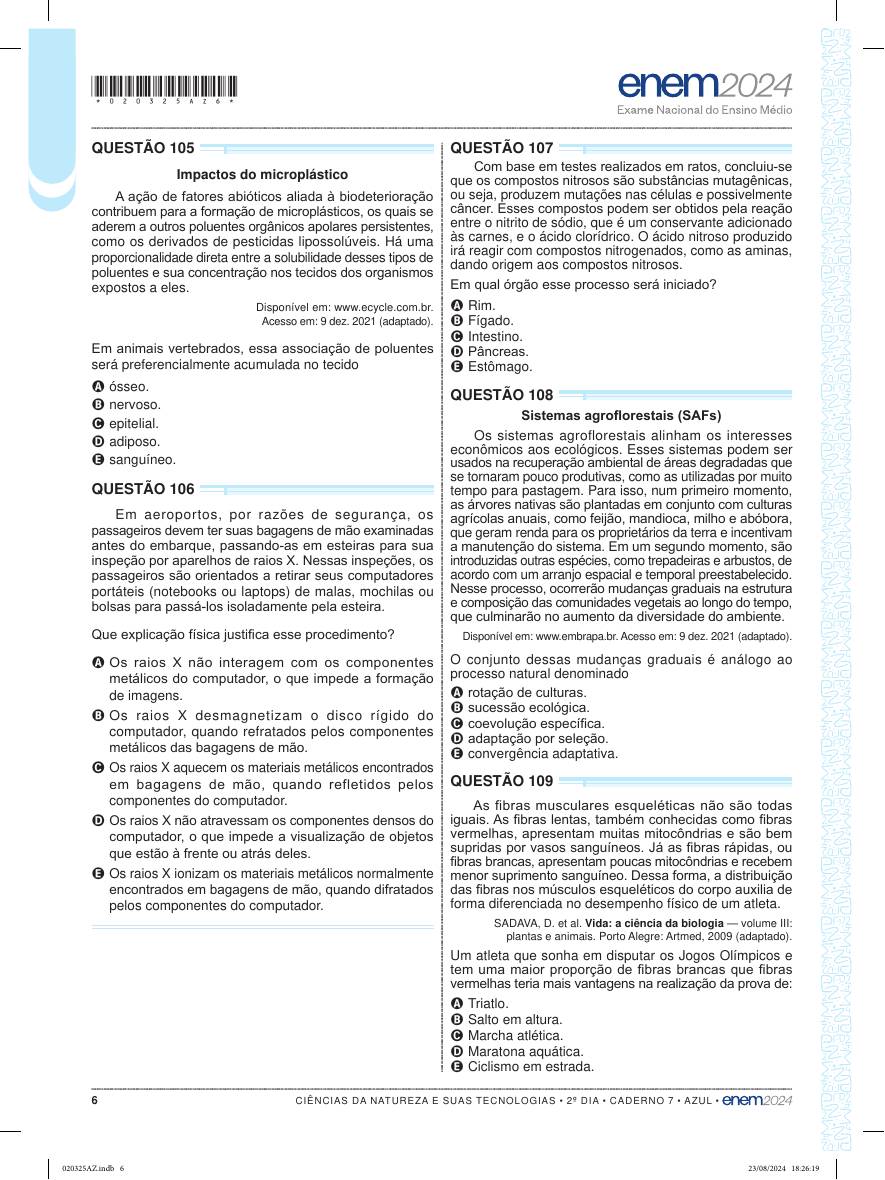 *020325AZ6*
enem2024
Exame Nacional do Ensino Médio
QUESTÃO 105
Impactos do microplástico
A ação de fatores abióticos aliada à biodeterioração
contribuem para a formação de microplásticos, os quais se
aderem a outros poluentes orgânicos apolares persistentes,
como os derivados de pesticidas lipossolúveis. Há uma
proporcionalidade direta entre a solubilidade desses tipos de
poluentes e sua concentração nos tecidos dos organismos
expostos a eles.
Disponível em: www.ecycle.com.br.
Acesso em: 9 dez. 2021 (adaptado).
Em animais vertebrados, essa associação de poluentes
será preferencialmente acumulada no tecido
A ósseo.
B nervoso.
C epitelial.
D adiposo.
E sanguíneo.
QUESTÃO 106
Em aeroportos, por razões de segurança, os
passageiros devem ter suas bagagens de mão examinadas
antes do embarque, passando-as em esteiras para sua
inspeção por aparelhos de raios X. Nessas inspeções, os
passageiros são orientados a retirar seus computadores
portáteis (notebooks ou laptops) de malas, mochilas ou
bolsas para passá-los isoladamente pela esteira.
Que explicação física justifica esse procedimento?
A Os raios X não interagem com os componentes
metálicos do computador, o que impede a formação
de imagens.
B Os raios X desmagnetizam o disco rígido do
computador, quando refratados pelos componentes
metálicos das bagagens de mão.
C Os raios X aquecem os materiais metálicos encontrados
em bagagens de mão, quando refletidos pelos
componentes do computador.
D Os raios X não atravessam os componentes densos do
computador, o que impede a visualização de objetos
que estão à frente ou atrás deles.
E Os raios X ionizam os materiais metálicos normalmente
encontrados em bagagens de mão, quando difratados
pelos componentes do computador.
QUESTÃO 107
Com base em testes realizados em ratos, concluiu-se
que os compostos nitrosos são substâncias mutagênicas,
ou seja, produzem mutações nas células e possivelmente
câncer. Esses compostos podem ser obtidos pela reação
entre o nitrito de sódio, que é um conservante adicionado
às carnes, e o ácido clorídrico. O ácido nitroso produzido
irá reagir com compostos nitrogenados, como as aminas,
dando origem aos compostos nitrosos.
Em qual órgão esse processo será iniciado?
A Rim.
B Fígado.
C Intestino.
D Pâncreas.
E Estômago.
QUESTÃO 108
Sistemas agroflorestais (SAFs)
Os sistemas agroflorestais alinham os interesses
econômicos aos ecológicos. Esses sistemas podem ser
usados na recuperação ambiental de áreas degradadas que
se tornaram pouco produtivas, como as utilizadas por muito
tempo para pastagem. Para isso, num primeiro momento,
as árvores nativas são plantadas em conjunto com culturas
agrícolas anuais, como feijão, mandioca, milho e abóbora,
que geram renda para os proprietários da terra e incentivam
a manutenção do sistema. Em um segundo momento, são
introduzidas outras espécies, como trepadeiras e arbustos, de
acordo com um arranjo espacial e temporal preestabelecido.
Nesse processo, ocorrerão mudanças graduais na estrutura
e composição das comunidades vegetais ao longo do tempo,
que culminarão no aumento da diversidade do ambiente.
Disponível em: www.embrapa.br. Acesso em: 9 dez. 2021 (adaptado).
O conjunto dessas mudanças graduais é análogo ao
processo natural denominado
A rotação de culturas.
B sucessão ecológica.
C coevolução específica.
D adaptação por seleção.
E convergência adaptativa.
QUESTÃO 109
As fibras musculares esqueléticas não são todas
iguais. As fibras lentas, também conhecidas como fibras
vermelhas, apresentam muitas mitocôndrias e são bem
supridas por vasos sanguíneos. Já as fibras rápidas, ou
fibras brancas, apresentam poucas mitocôndrias e recebem
menor suprimento sanguíneo. Dessa forma, a distribuição
das fibras nos músculos esqueléticos do corpo auxilia de
forma diferenciada no desempenho físico de um atleta.
SADAVA, D. et al. Vida: a ciência da biologia — volume III:
plantas e animais. Porto Alegre: Artmed, 2009 (adaptado).
Um atleta que sonha em disputar os Jogos Olímpicos e
tem uma maior proporção de fibras brancas que fibras
vermelhas teria mais vantagens na realização da prova de:
A Triatlo.
B Salto em altura.
C Marcha atlética.
D Maratona aquática.
E Ciclismo em estrada.
6 CIÊNCIAS DA NATUREZA E SUAS TECNOLOGIAS • 2º DIA • CADERNO 7 • AZUL • enem2024
020325AZ.indb 6 23/08/2024 18:26:19